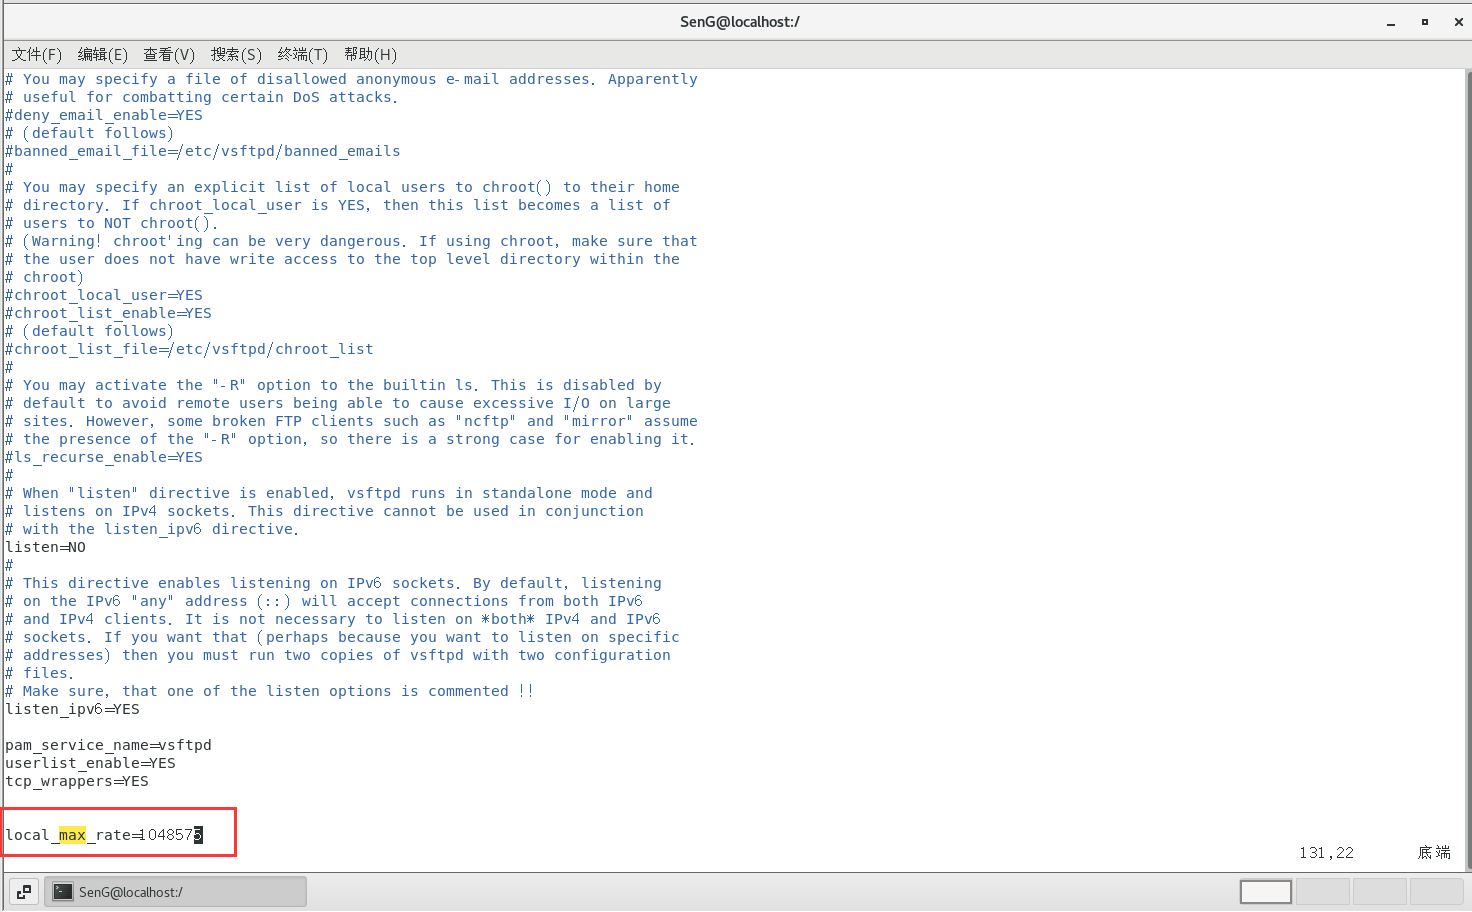 SenG@localhost:/
文件(F) 编辑(E) 查看(V) 搜索(S) 终端(T) 帮助(H)
# You may specify a file of disallowed anonymous e-mail addresses. Apparently
# useful for combatting certain DoS attacks.
#deny_email_enable=YES
# (default follows)
#banned_email_file=/etc/vsftpd/banned_emails
#
# You may specify an explicit list of local users to chroot() to their home
# directory. If chroot_local_user is YES, then this list becomes a list of
# users to NOT chroot().
# (Warning! chroot'ing can be very dangerous. If using chroot, make sure that
# the user does not have write access to the top level directory within the
# chroot)
#chroot_local_user=YES
#chroot_list_enable=YES
# (default follows)
#chroot_list_file=/etc/vsftpd/chroot_list
#
# You may activate the "-R" option to the builtin ls. This is disabled by
# default to avoid remote users being able to cause excessive I/O on large
# sites. However, some broken FTP clients such as "ncftp" and "mirror" assume
# the presence of the "-R" option, so there is a strong case for enabling it.
#ls_recurse_enable=YES
#
# When "listen" directive is enabled, vsftpd runs in standalone mode and
# listens on IPv4 sockets. This directive cannot be used in conjunction
# with the listen_ipv6 directive.
listen=NO
#
# This directive enables listening on IPv6 sockets. By default, listening
# on the IPv6 "any" address (::) will accept connections from both IPv6
# and IPv4 clients. It is not necessary to listen on *both* IPv4 and IPv6
# sockets. If you want that (perhaps because you want to listen on specific
# addresses) then you must run two copies of vsftpd with two configuration
# files.
# Make sure, that one of the listen options is commented !!
listen_ipv6=YES
pam_service_name=vsftpd
userlist_enable=YES
tcp_wrappers=YES
local_max_rate=1048575
131,22 底端
SenG@localhost:/